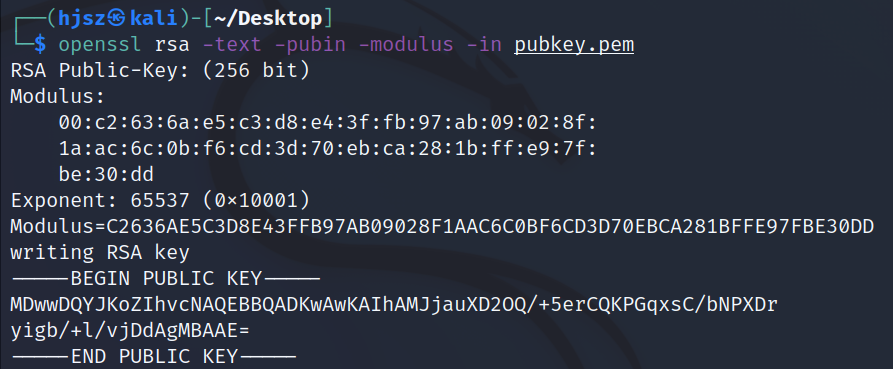 ┌──(hjsz㉿kali)-[~/Desktop]
└─$ openssl rsa -text -pubin -modulus -in pubkey.pem
RSA Public-Key: (256 bit)
Modulus:
    00:c2:63:6a:e5:c3:d8:e4:3f:fb:97:ab:09:02:8f:
    1a:ac:6c:0b:f6:cd:3d:70:eb:ca:28:1b:ff:e9:7f:
    be:30:dd
Exponent: 65537 (0×10001)
Modulus=C2636AE5C3D8E43FFB97AB09028F1AAC6C0BF6CD3D70EBCA281BFFE97FBE30DD
writing RSA key
-----BEGIN PUBLIC KEY-----
MDwwDQYJKoZIhvcNAQEBBQADKwAwKAIhAMJjauXD2OQ/+5erCQKPGqxsC/bNPXDr
yigb/+l/vjDdAgMBAAE=
-----END PUBLIC KEY-----